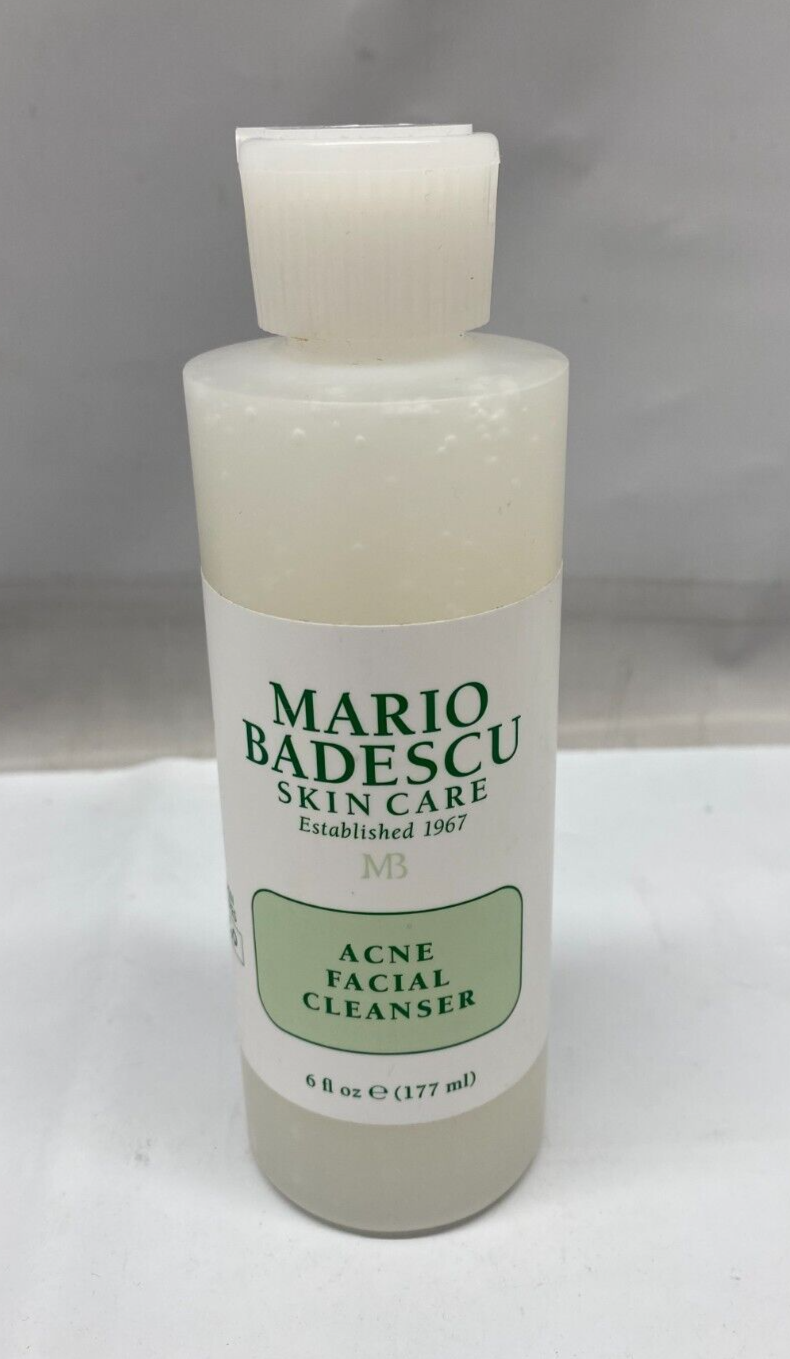 MARIO
BADESCU
SKIN CARE
Established 1967
MB
ACNE
FACIAL
CLEANSER
6 fl oz ℮ (177 ml)